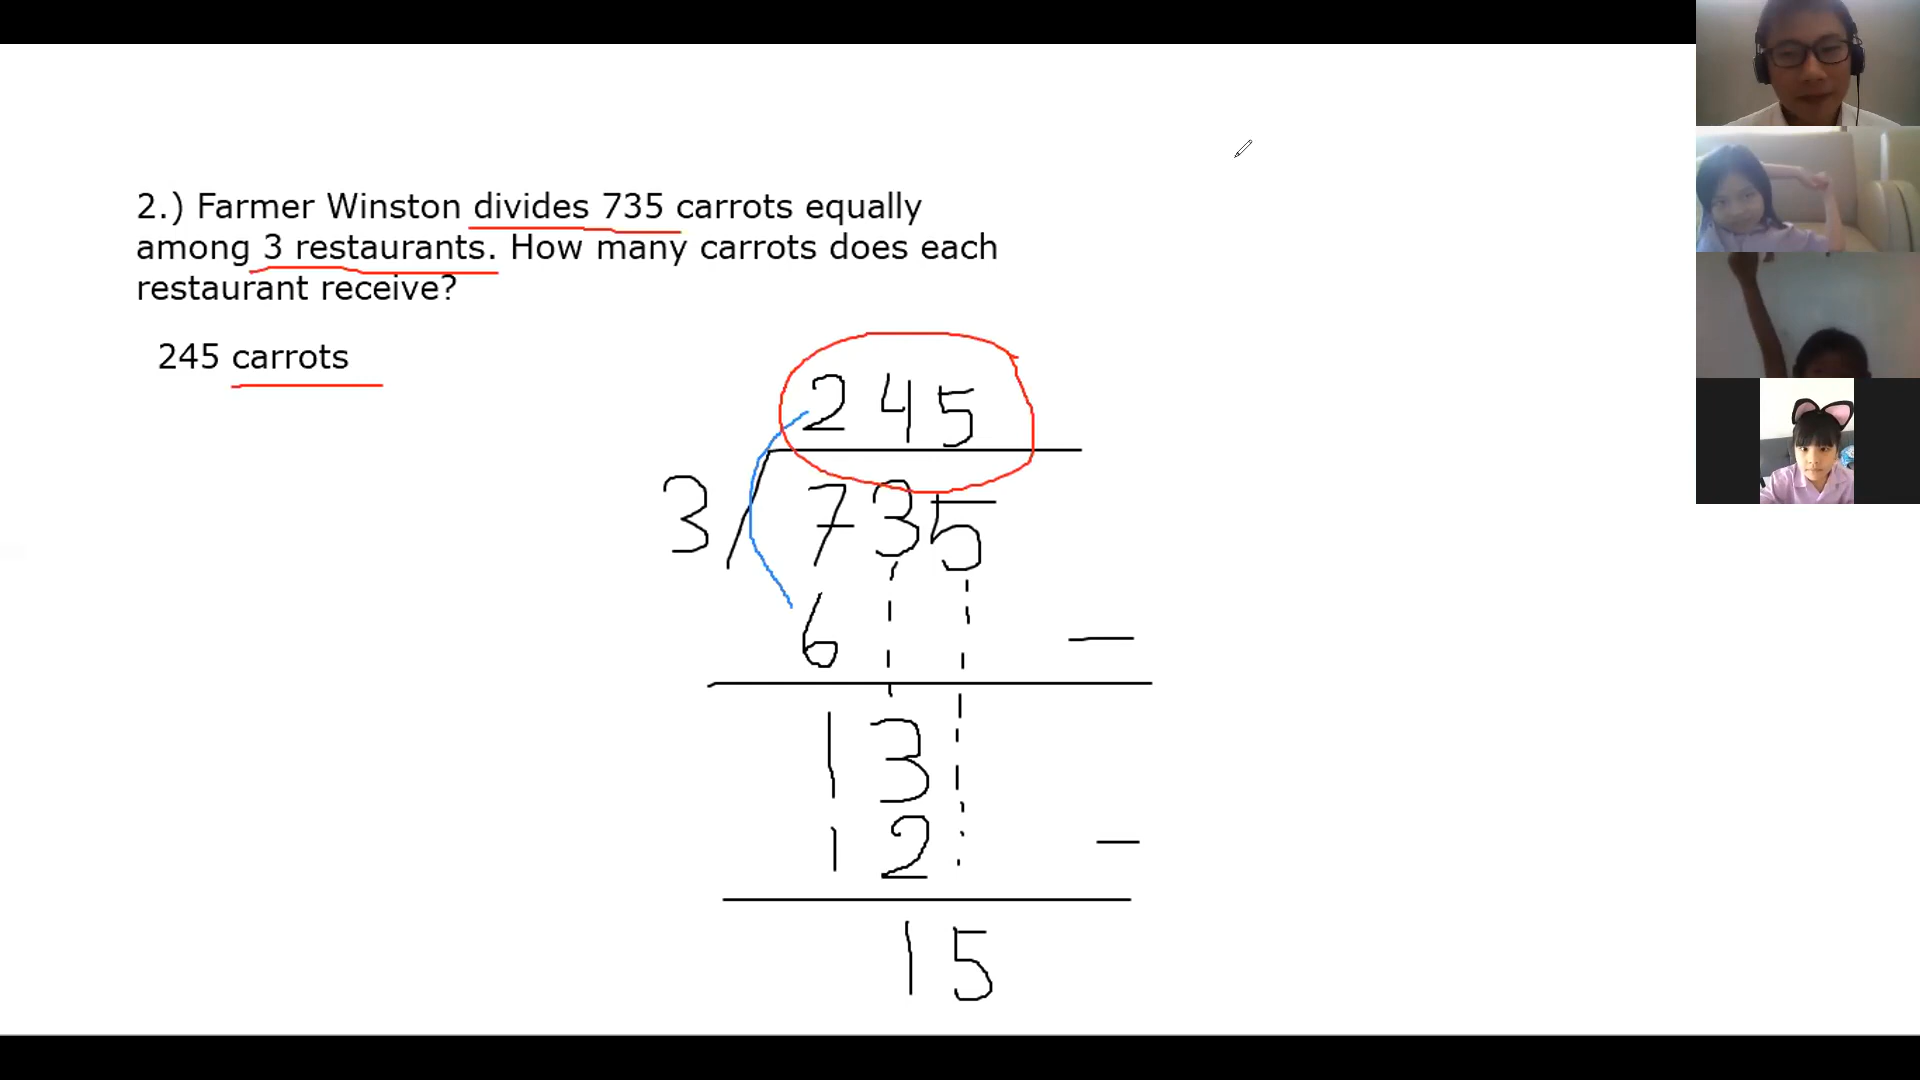 2.) Farmer Winston divides 735 carrots equally
among 3 restaurants. How many carrots does each
restaurant receive?
245 carrots
245
3 735
6 —
13
12 —
15